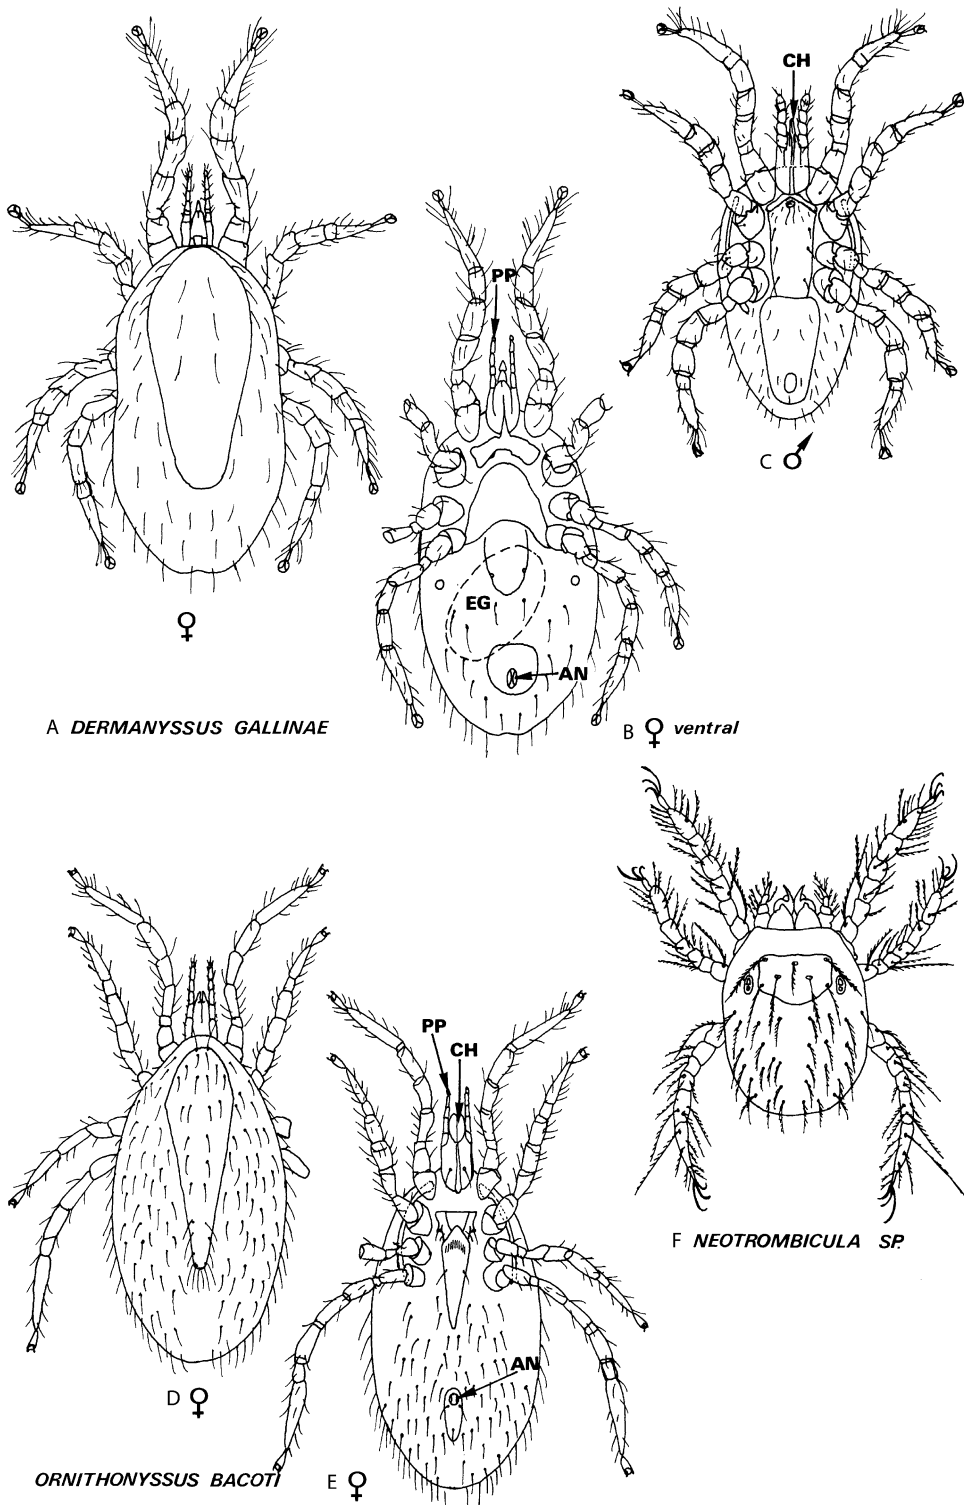 CH
PP
C ♂
EG
AN
♀
A DERMANYSSUS GALLINAE
B ♀ ventral
PP
CH
F NEOTROMBICULA SP.
AN
D ♀
ORNITHONYSSUS BACOTI
E ♀